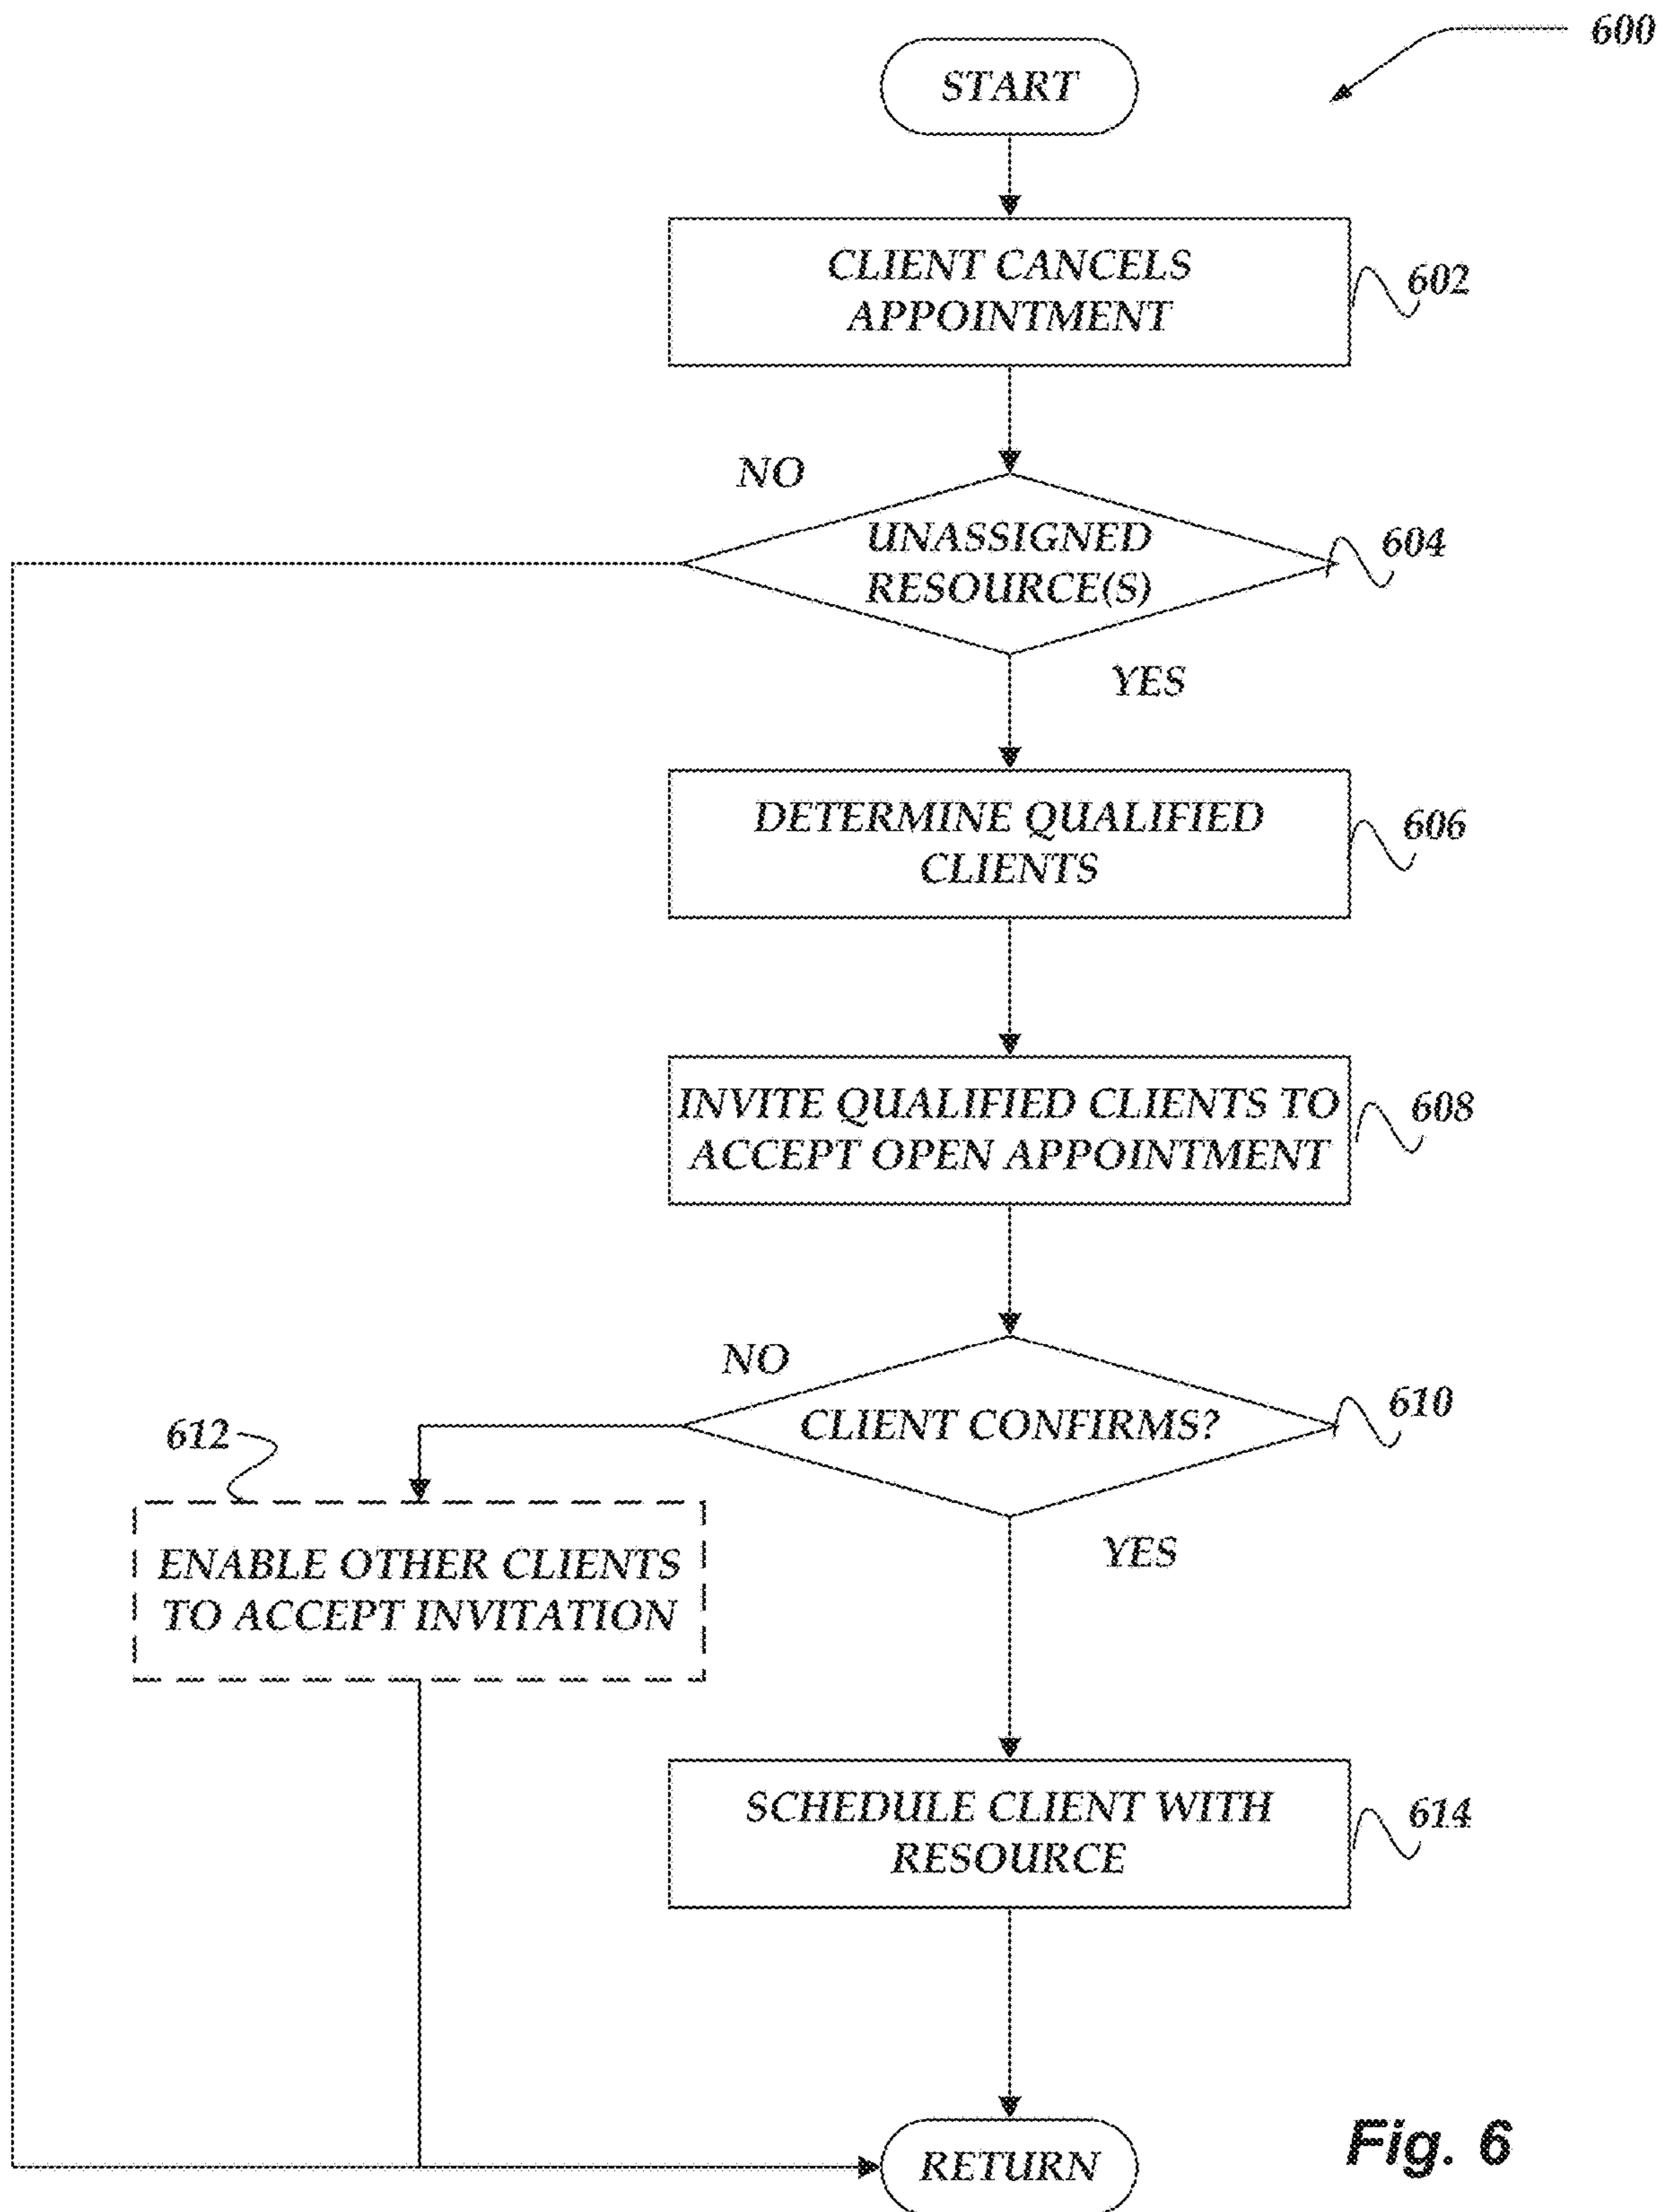 600
START
CLIENT CANCELS
APPOINTMENT
602
NO
UNASSIGNED
RESOURCE(S)
604
YES
DETERMINE QUALIFIED
CLIENTS
606
INVITE QUALIFIED CLIENTS TO
ACCEPT OPEN APPOINTMENT
608
NO
CLIENT CONFIRMS?
610
612
YES
ENABLE OTHER CLIENTS
TO ACCEPT INVITATION
SCHEDULE CLIENT WITH
RESOURCE
614
RETURN
Fig. 6